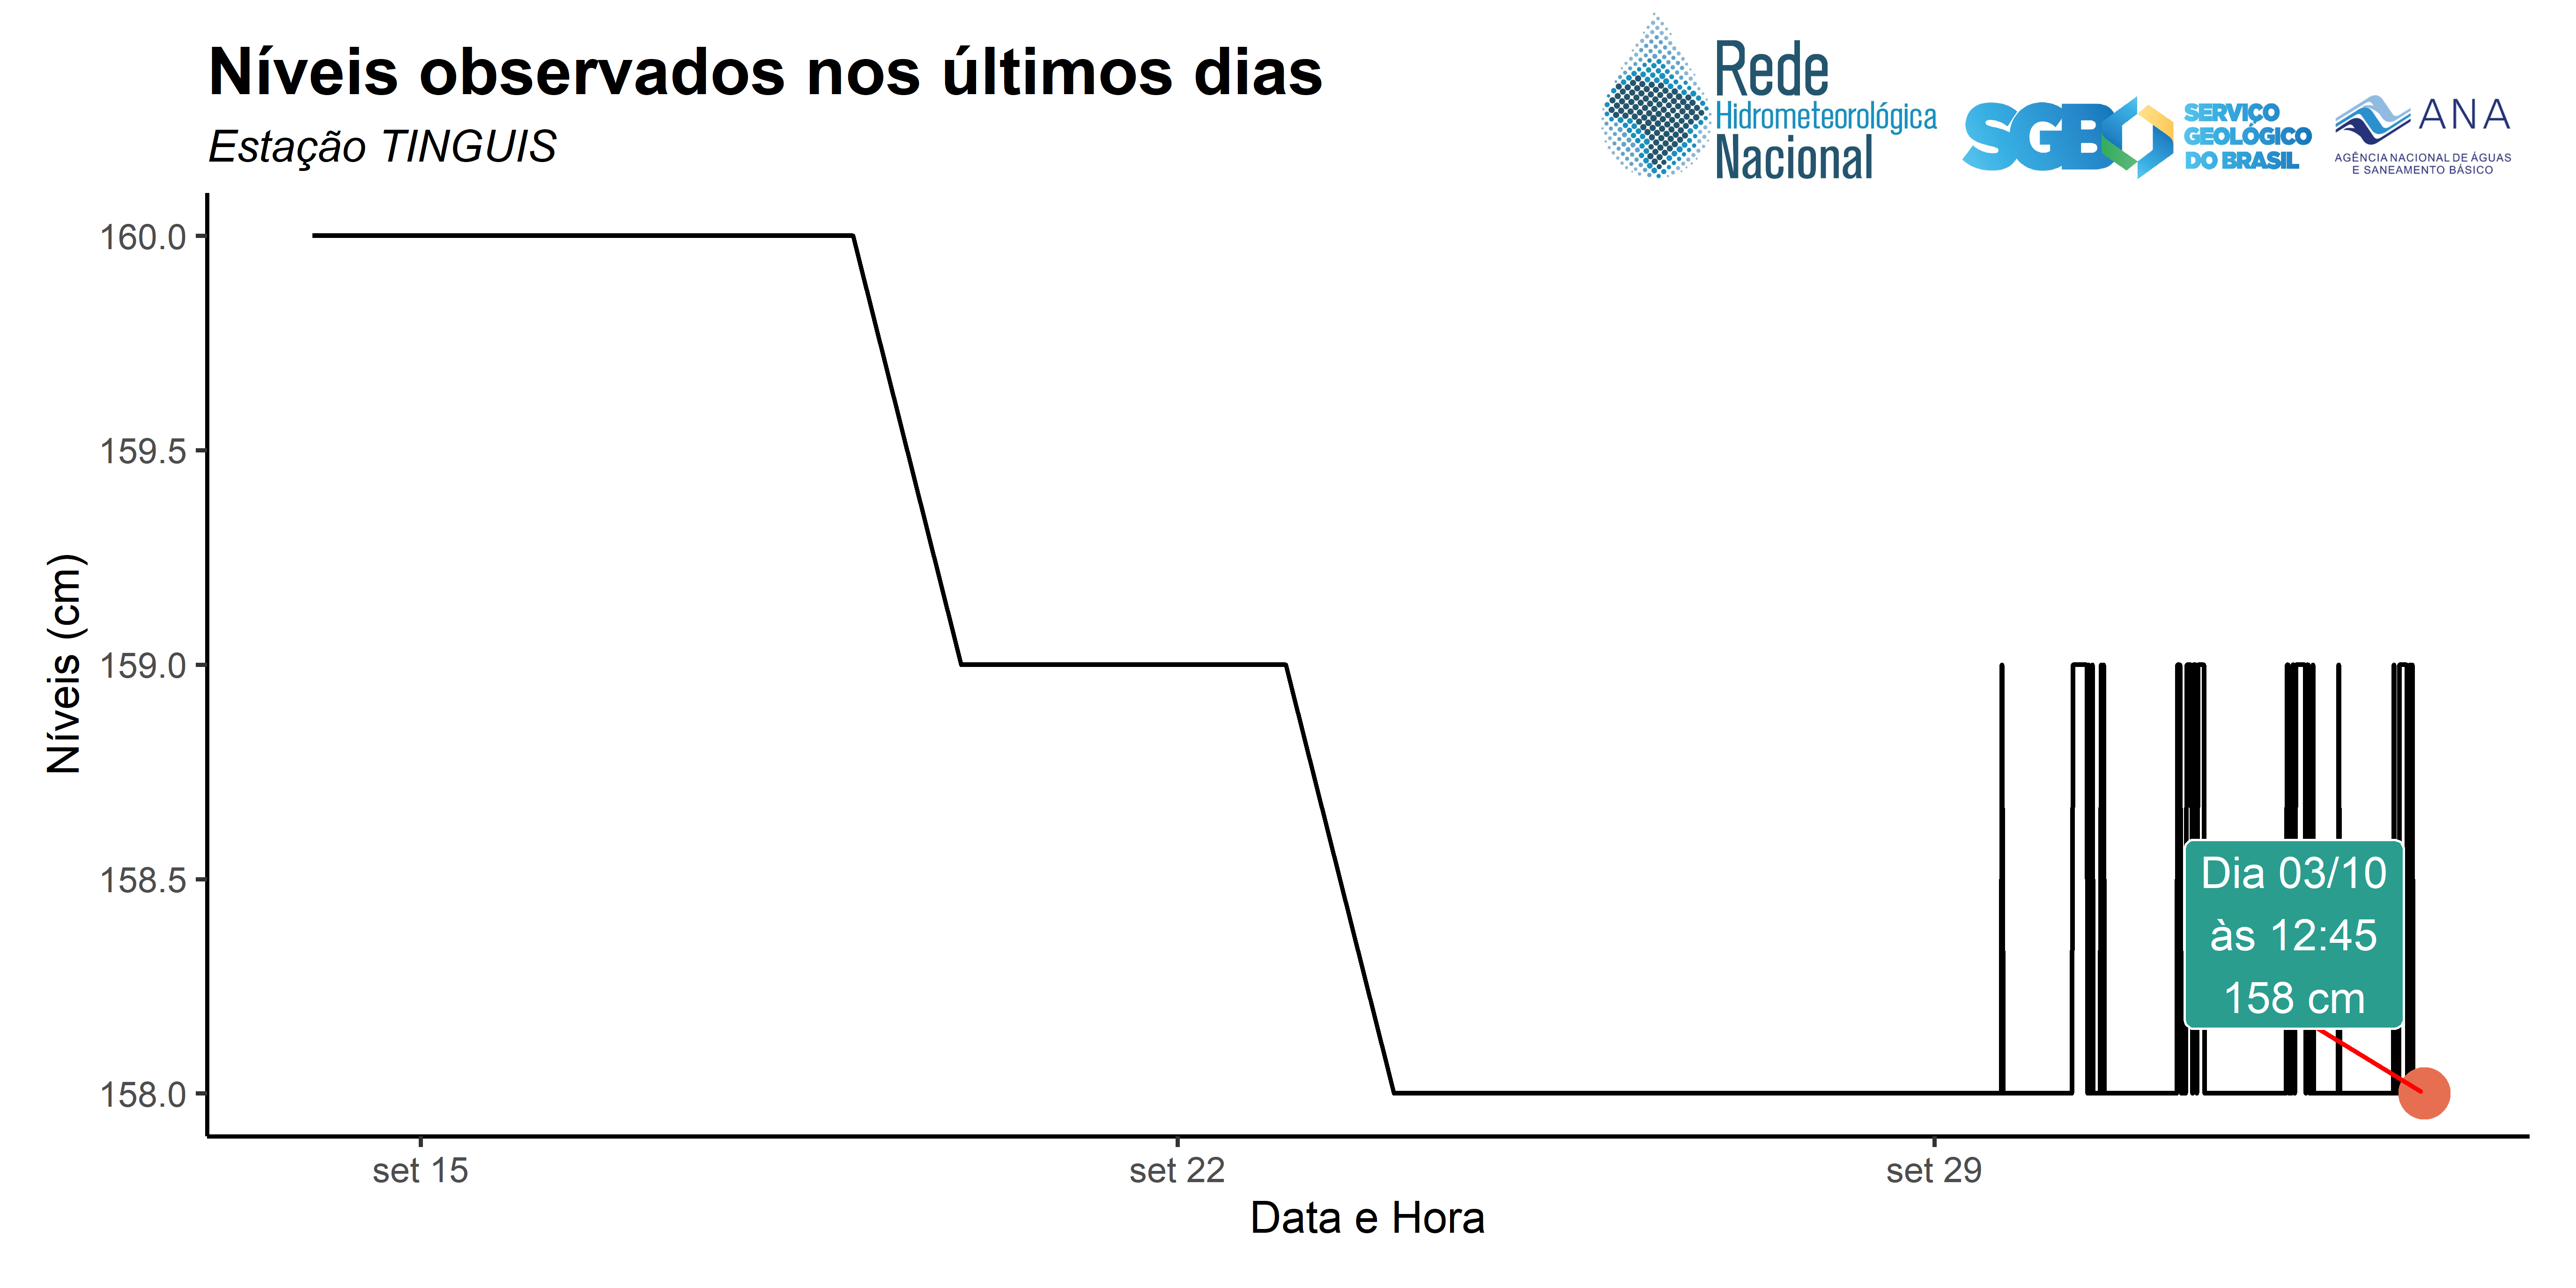 Níveis observados nos últimos dias
Estação TINGUIS
Rede
Hidrometeorológica
Nacional
SGB
SERVIÇO
GEOLÓGICO
DO BRASIL
ANA
AGÊNCIA NACIONAL DE ÁGUAS
E SANEAMENTO BÁSICO
Níveis (cm)
160.0
159.5
159.0
158.5
158.0
Dia 03/10
às 12:45
158 cm
set 15
set 22
set 29
Data e Hora